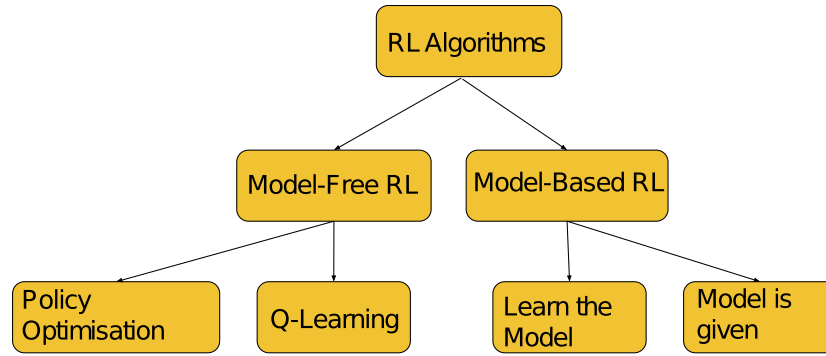 RL Algorithms
Model-Free RL
Model-Based RL
Policy
Optimisation
Q-Learning
Learn the
Model
Model is
given